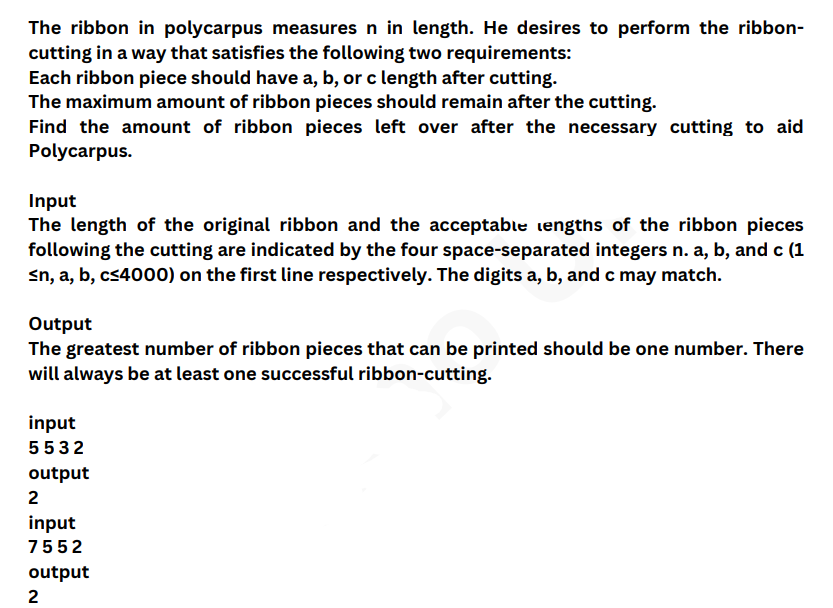 The ribbon in polycarpus measures n in length. He desires to perform the ribbon-
cutting in a way that satisfies the following two requirements:
Each ribbon piece should have a, b, or c length after cutting.
The maximum amount of ribbon pieces should remain after the cutting.
Find the amount of ribbon pieces left over after the necessary cutting to aid
Polycarpus.
Input
The length of the original ribbon and the acceptable lengths of the ribbon pieces
following the cutting are indicated by the four space-separated integers n. a, b, and c (1
≤n, a, b, c≤4000) on the first line respectively. The digits a, b, and c may match.
Output
The greatest number of ribbon pieces that can be printed should be one number. There
will always be at least one successful ribbon-cutting.
input
5 5 3 2
output
2
input
7 5 5 2
output
2